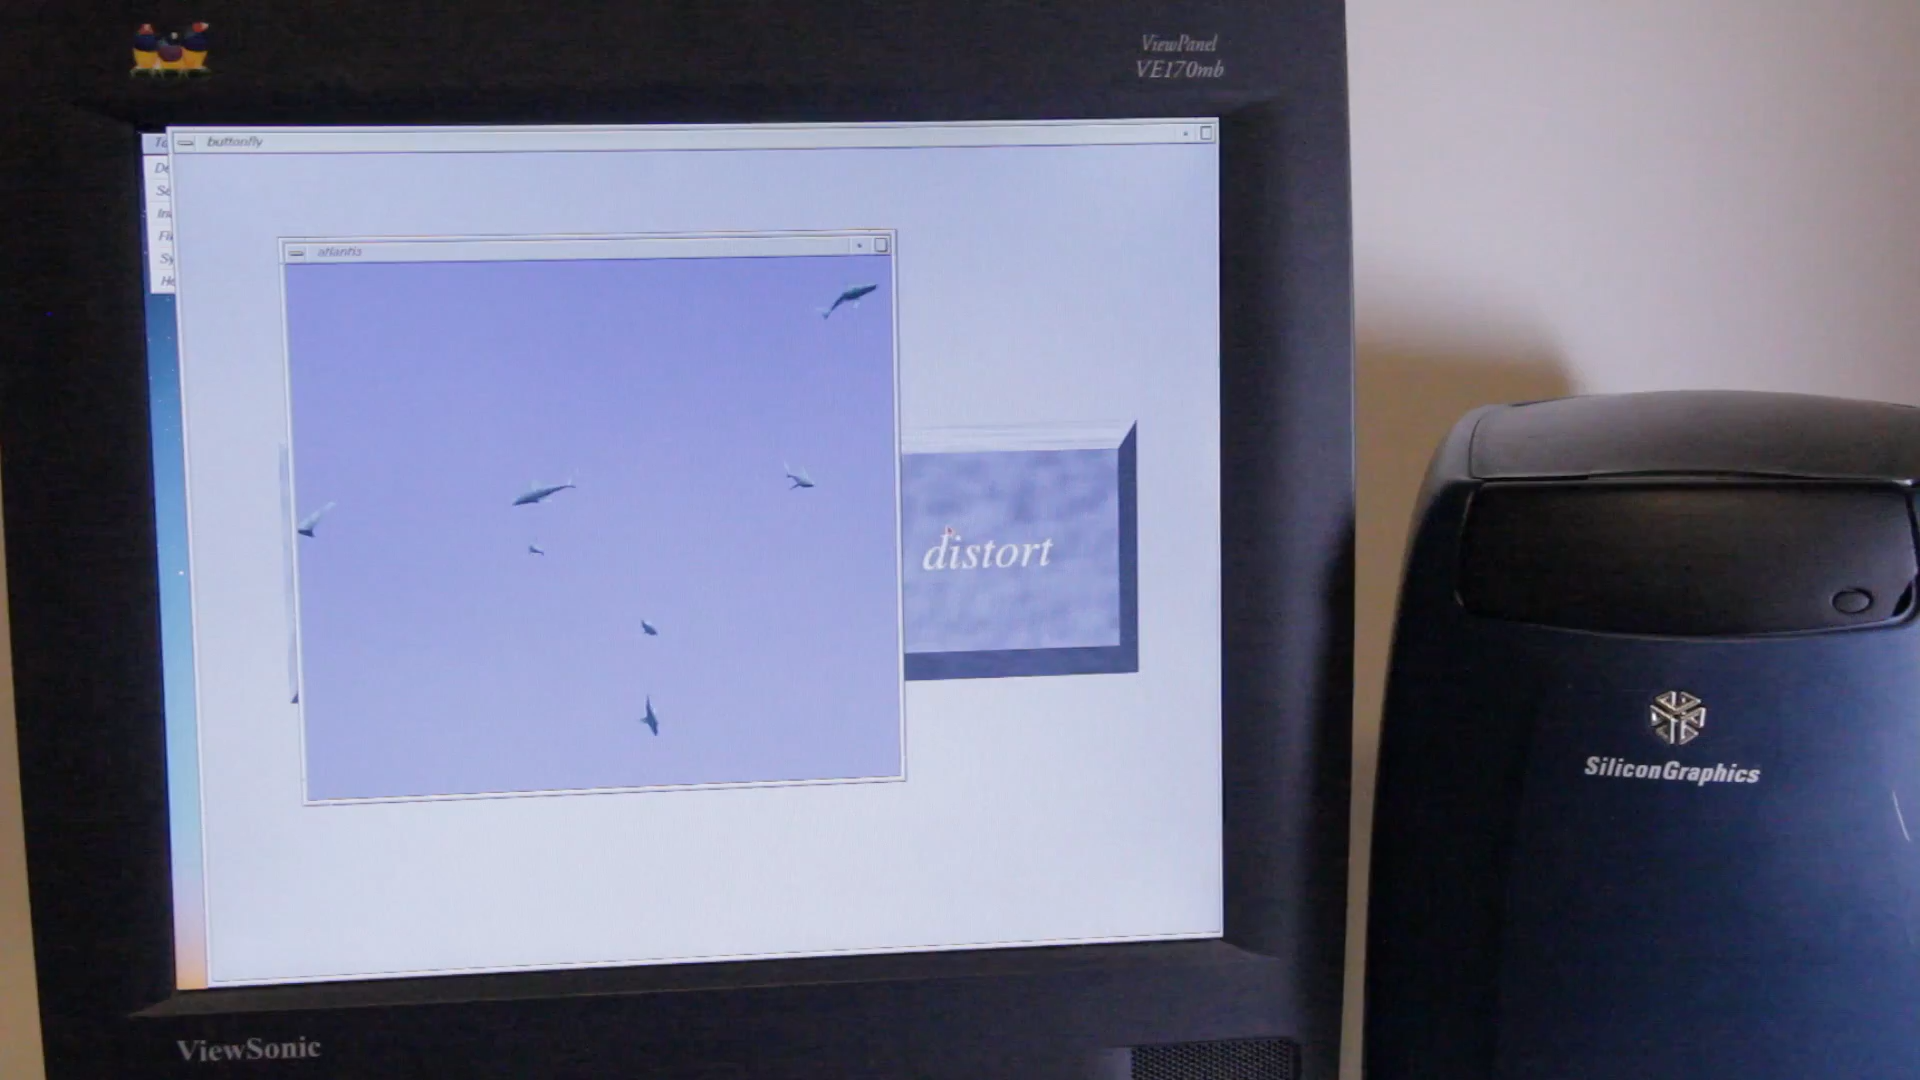 ViewPanel
VE170mb
buttonfly
atlantis
distort
SiliconGraphics
ViewSonic